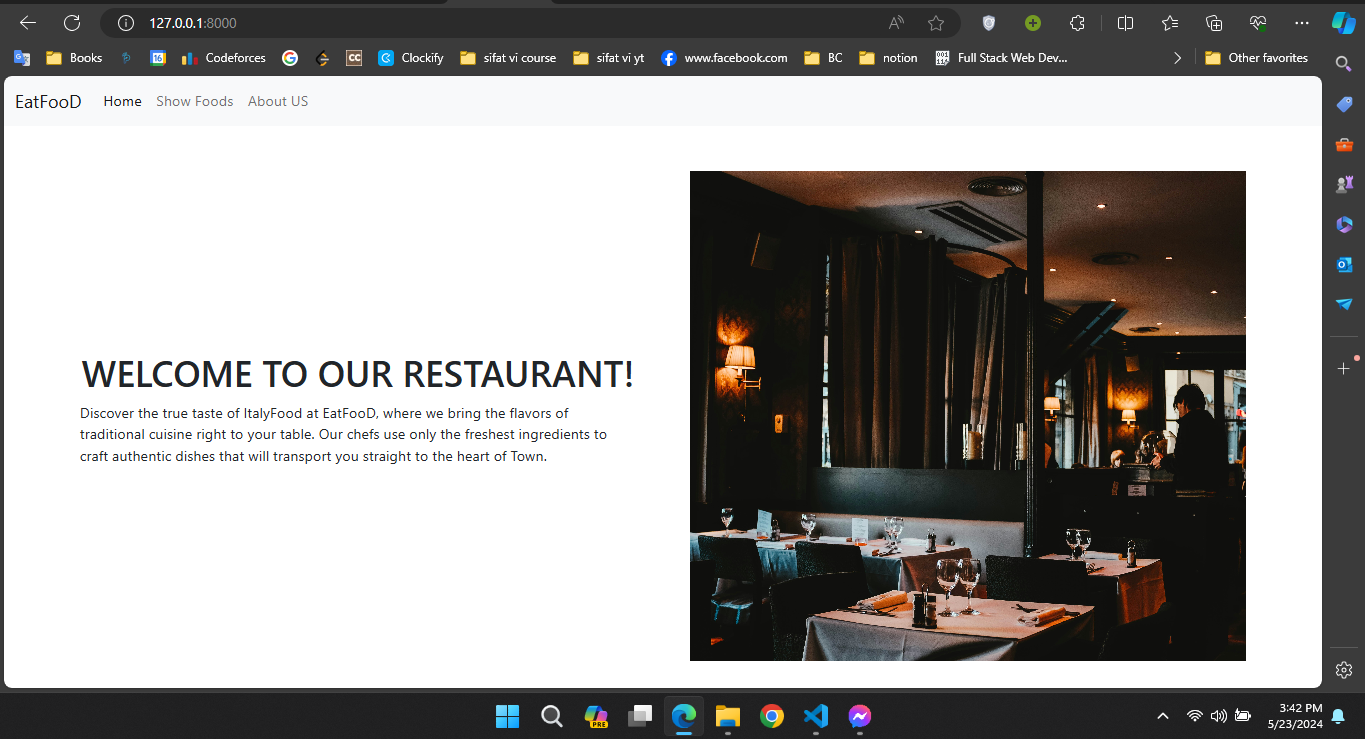 127.0.0.1:8000
Books
16
Codeforces
CC
Clockify
sifat vi course
sifat vi yt
www.facebook.com
BC
notion
Full Stack Web Dev...
Other favorites
EatFooD Home Show Foods About US
WELCOME TO OUR RESTAURANT!
Discover the true taste of ItalyFood at EatFooD, where we bring the flavors of
traditional cuisine right to your table. Our chefs use only the freshest ingredients to
craft authentic dishes that will transport you straight to the heart of Town.
PRE
3:42 PM
5/23/2024